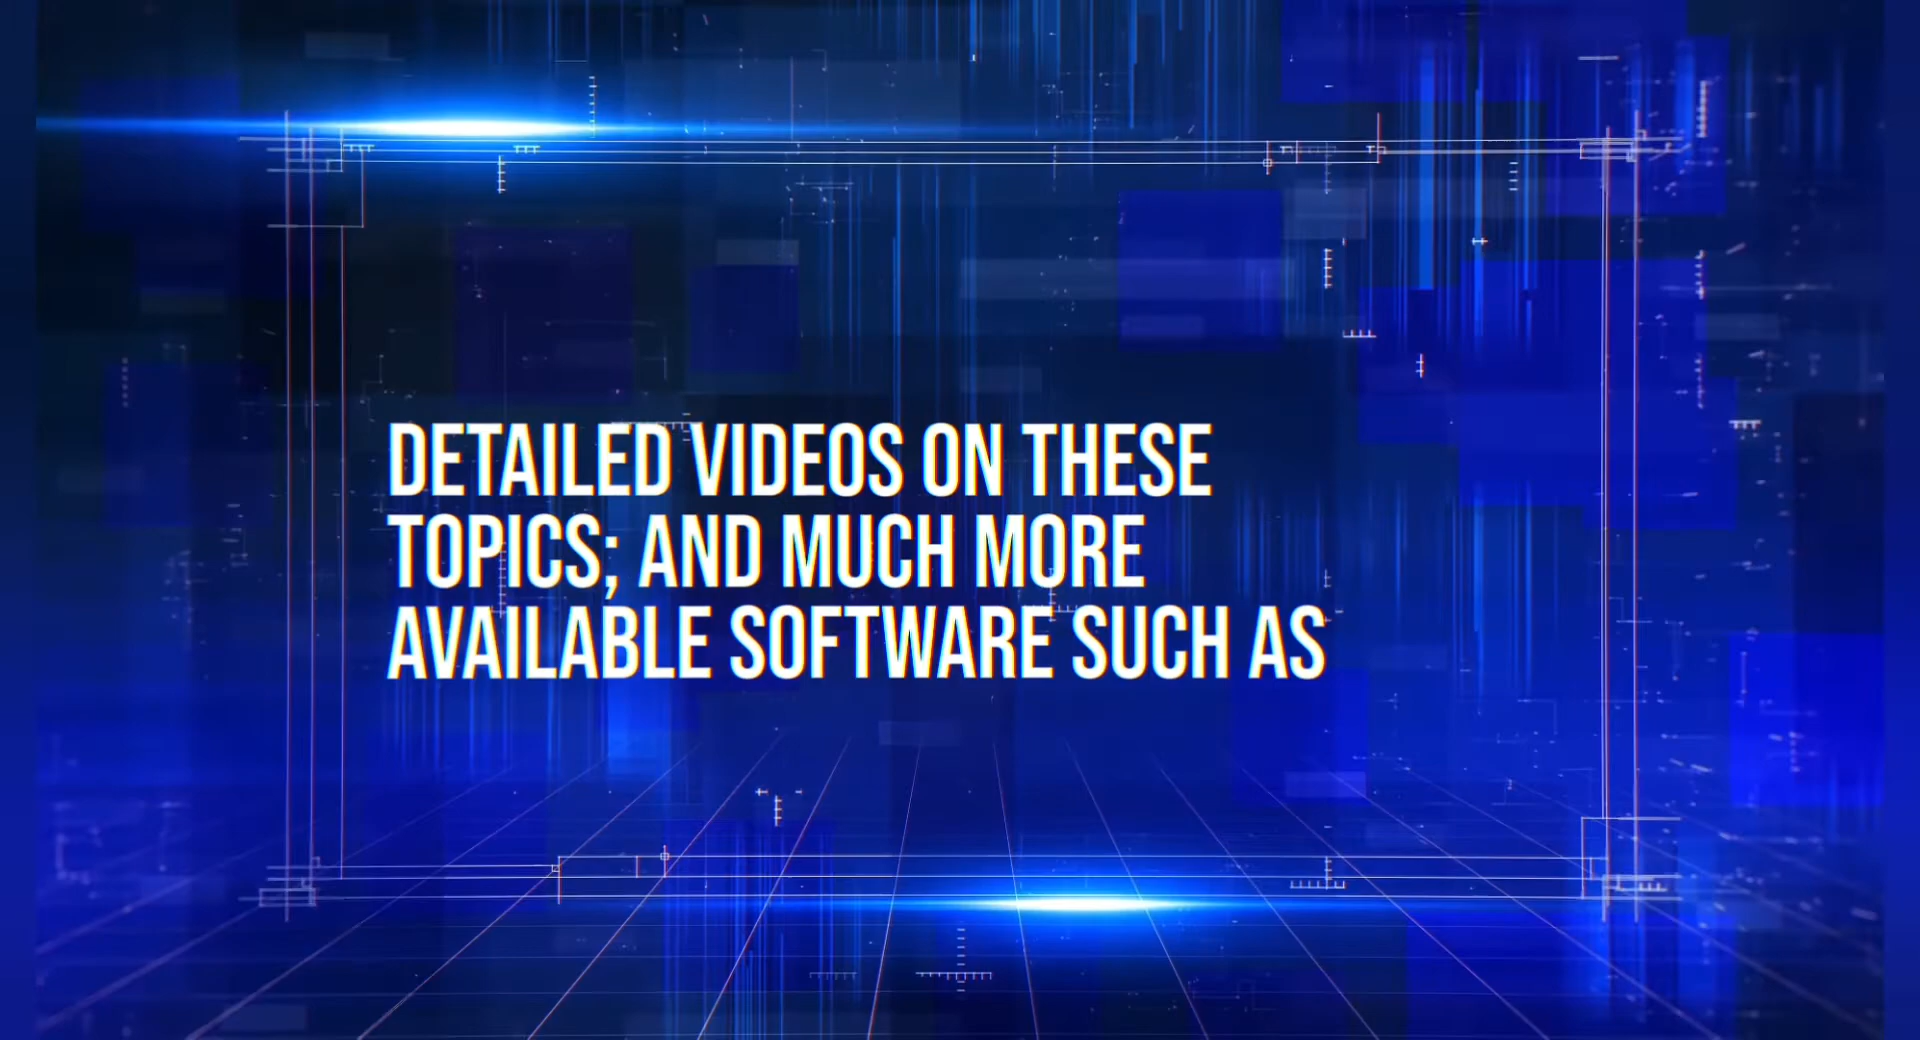 DETAILED VIDEOS ON THESE
TOPICS; AND MUCH MORE
AVAILABLE SOFTWARE SUCH AS